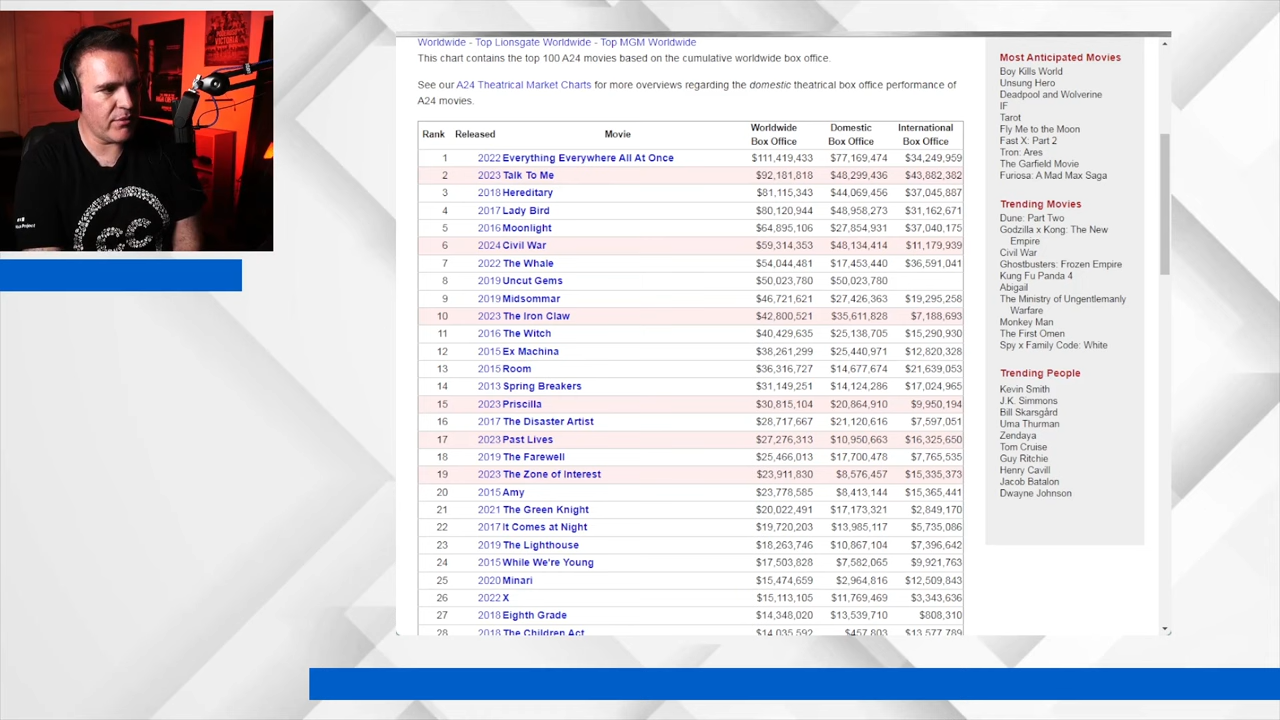 Worldwide - Top Lionsgate Worldwide - Top MGM Worldwide
This chart contains the top 100 A24 movies based on the cumulative worldwide box office.
See our A24 Theatrical Market Charts for more overviews regarding the domestic theatrical box office performance of
A24 movies.
Rank Released Movie Worldwide Box Office Domestic Box Office International Box Office
1 2022 Everything Everywhere All At Once $111,419,433 $77,169,474 $34,249,959
2 2023 Talk To Me $92,181,818 $48,299,436 $43,882,382
3 2018 Hereditary $81,115,343 $44,069,456 $37,045,887
4 2017 Lady Bird $80,120,944 $48,958,273 $31,162,671
5 2016 Moonlight $64,895,106 $27,854,931 $37,040,175
6 2024 Civil War $59,314,353 $48,134,414 $11,179,939
7 2022 The Whale $54,044,481 $17,453,440 $36,591,041
8 2019 Uncut Gems $50,023,780 $50,023,780
9 2019 Midsommar $46,721,621 $27,426,363 $19,295,258
10 2023 The Iron Claw $42,800,521 $35,611,828 $7,188,693
11 2016 The Witch $40,429,635 $25,138,705 $15,290,930
12 2015 Ex Machina $38,261,299 $25,440,971 $12,820,328
13 2015 Room $36,316,727 $14,677,674 $21,639,053
14 2013 Spring Breakers $31,149,251 $14,124,286 $17,024,965
15 2023 Priscilla $30,815,104 $20,864,910 $9,950,194
16 2017 The Disaster Artist $28,717,667 $21,120,616 $7,597,051
17 2023 Past Lives $27,276,313 $10,950,663 $16,325,650
18 2019 The Farewell $25,466,013 $17,700,478 $7,765,535
19 2023 The Zone of Interest $23,911,830 $8,576,457 $15,335,373
20 2015 Amy $23,778,585 $8,413,144 $15,365,441
21 2021 The Green Knight $20,022,491 $17,173,321 $2,849,170
22 2017 It Comes at Night $19,720,203 $13,985,117 $5,735,086
23 2019 The Lighthouse $18,263,746 $10,867,104 $7,396,642
24 2015 While We're Young $17,503,828 $7,582,065 $9,921,763
25 2020 Minari $15,474,659 $2,964,816 $12,509,843
26 2022 X $15,113,105 $11,769,469 $3,343,636
27 2018 Eighth Grade $14,348,020 $13,539,710 $808,310
28 2018 The Children Act $14,035,592 $457,803 $13,577,789
Most Anticipated Movies
Boy Kills World
Unsung Hero
Deadpool and Wolverine
IF
Tarot
Fly Me to the Moon
Fast X: Part 2
Tron: Ares
The Garfield Movie
Furiosa: A Mad Max Saga
Trending Movies
Dune: Part Two
Godzilla x Kong: The New
Empire
Civil War
Ghostbusters: Frozen Empire
Kung Fu Panda 4
Abigail
The Ministry of Ungentlemanly
Warfare
Monkey Man
The First Omen
Spy x Family Code: White
Trending People
Kevin Smith
J.K. Simmons
Bill Skarsgård
Uma Thurman
Zendaya
Tom Cruise
Guy Ritchie
Henry Cavill
Jacob Batalon
Dwayne Johnson